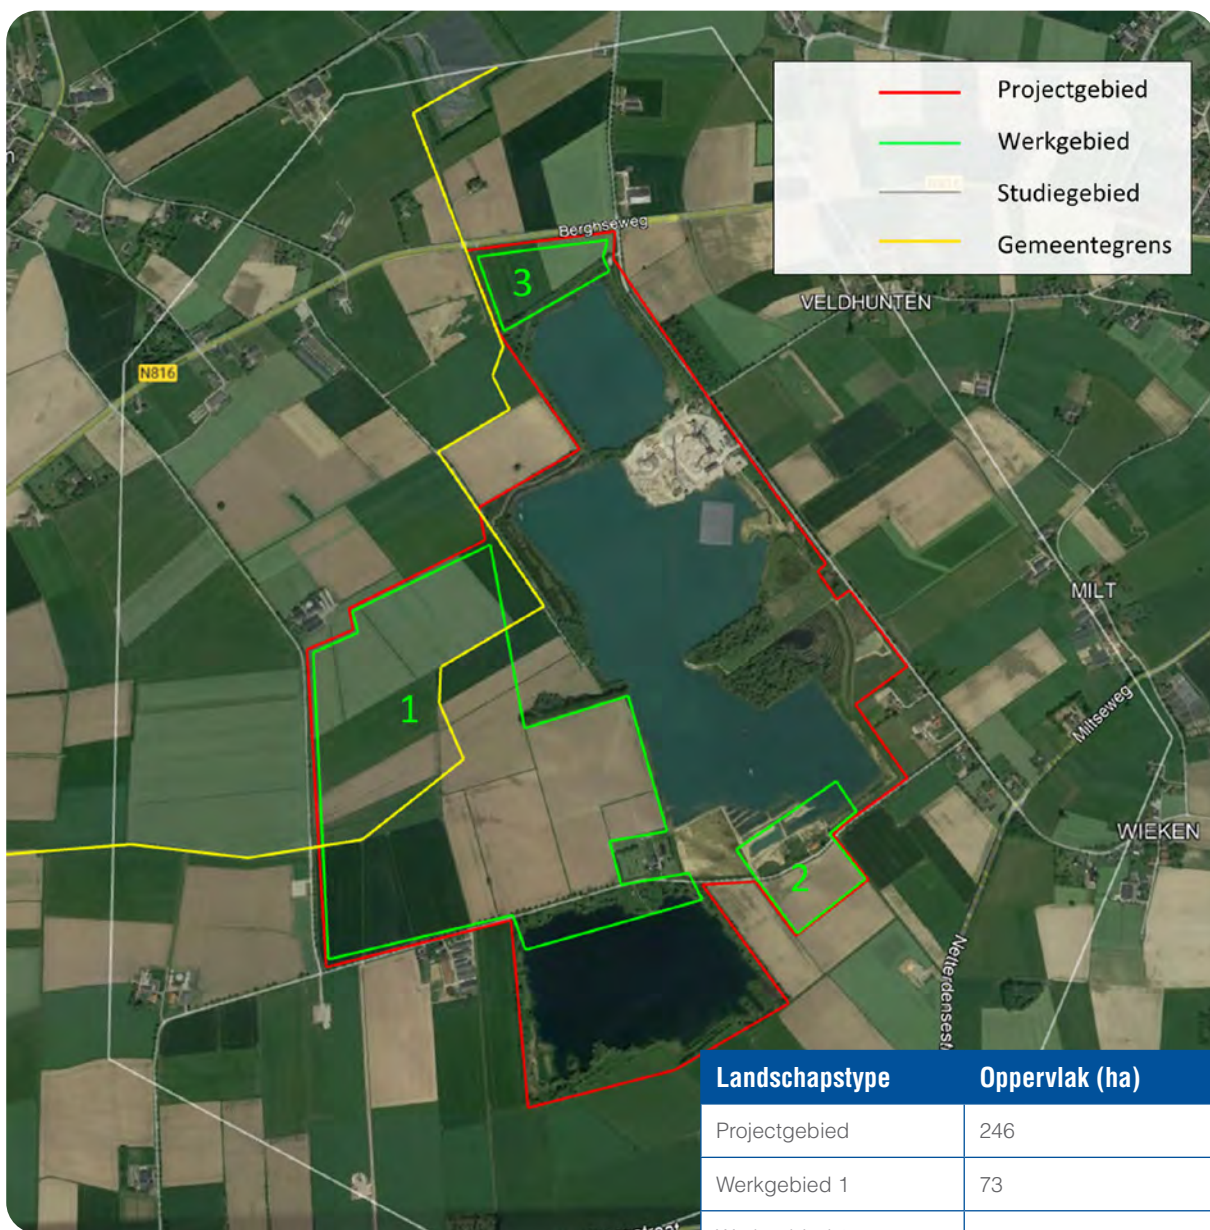 Projectgebied
Werkgebied
Studiegebied
Gemeentegrens
Berghseweg
3
VELDHUNTEN
N816
MILT
1
Miltseweg
WIEKEN
2
Landschapstype Oppervlak (ha)
Projectgebied 246
Werkgebied 1 73